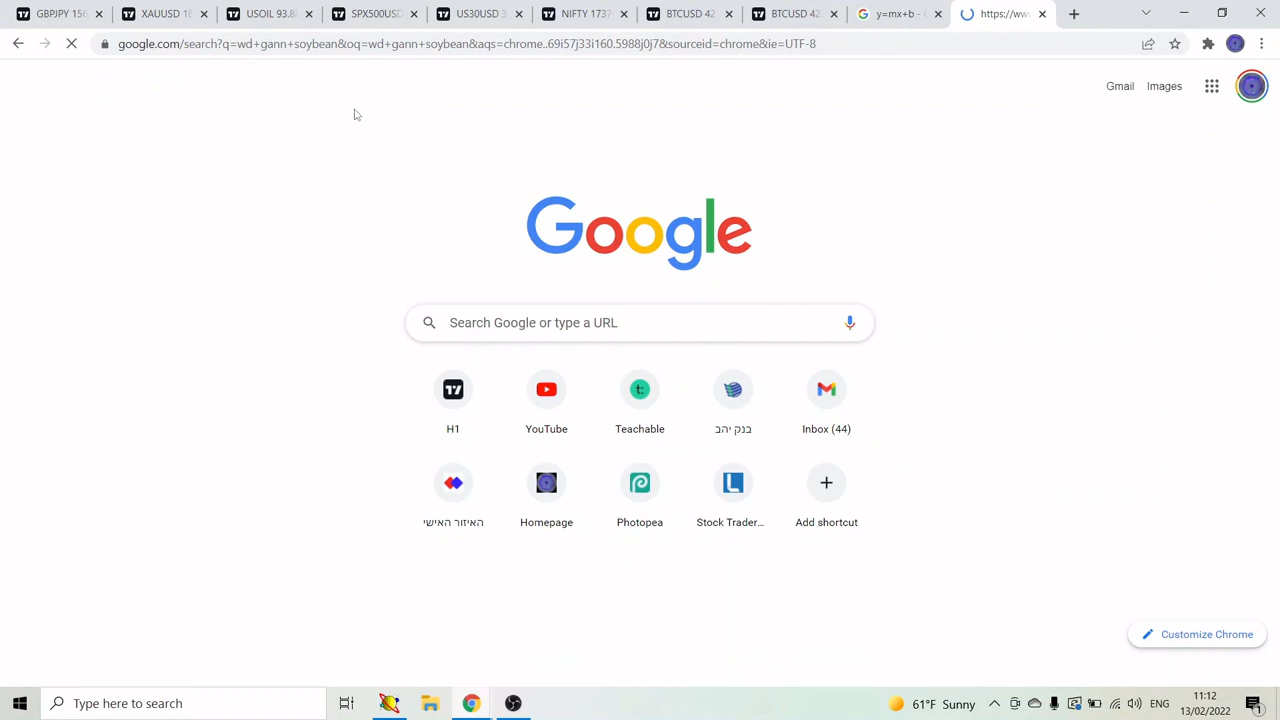 GBPJPY 156
XAUUSD 18
USOIL 93.88
SPX500USD
US30USD 3
NIFTY 1737
BTCUSD 42
BTCUSD 42
y=mx+b - 
https://ww
google.com/search?q=wd+gann+soybean&oq=wd+gann+soybean&aqs=chrome..69i57j33i160.5988j0j7&sourceid=chrome&ie=UTF-8
Gmail Images
Google
Search Google or type a URL
H1 YouTube Teachable בנק יהב Inbox (44)
האיזור האישי Homepage Photopea Stock Trader... Add shortcut
Customize Chrome
Type here to search
61°F Sunny
ENG
11:12
13/02/2022
1